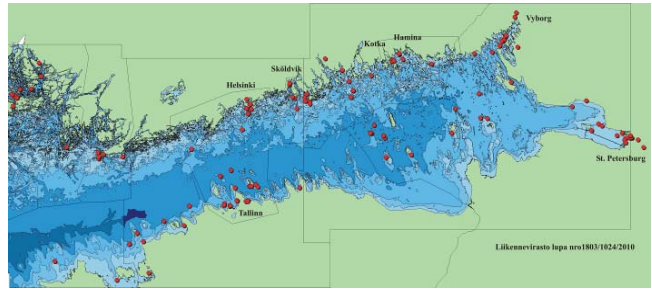 Vyborg
Hamina
Kotka
Sköldvik
Helsinki
St. Petersburg
Tallinn
Liikennevirasto lupa nro1803/1024/2010